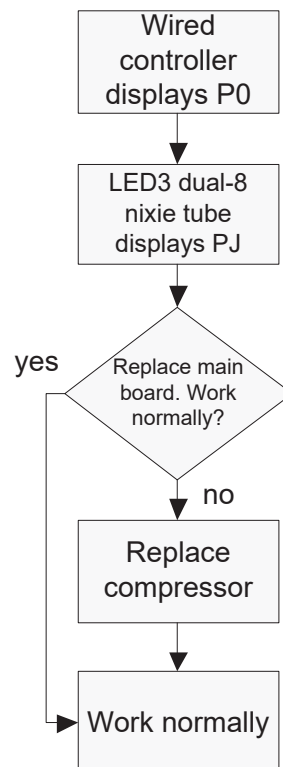 Wired
controller
displays P0
LED3 dual-8
nixie tube
displays PJ
yes
Replace main
board. Work
normally?
no
Replace
compressor
Work normally